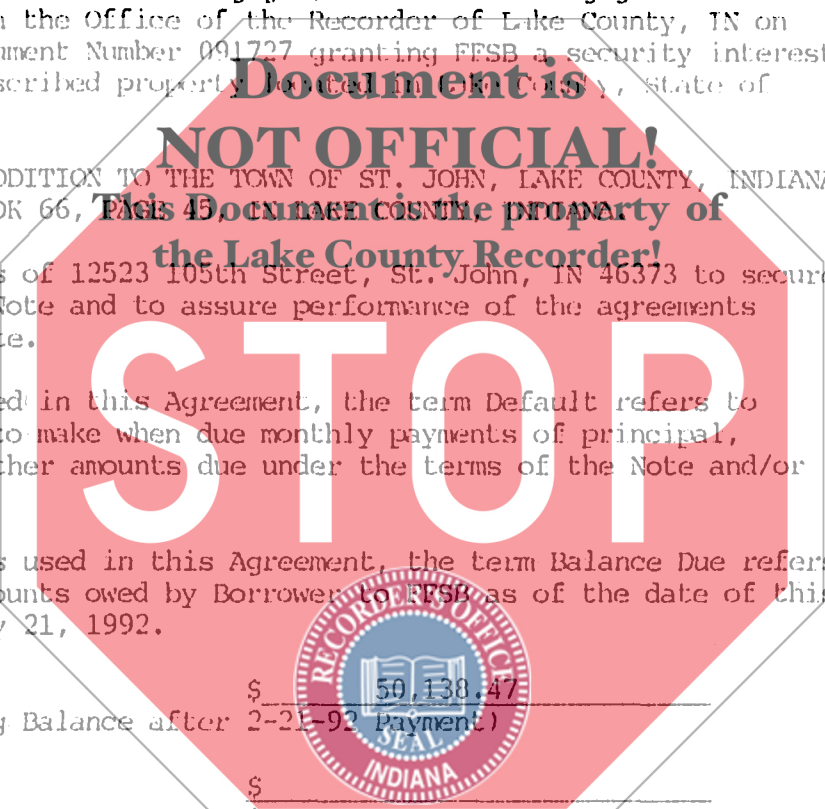 n the Office of the Recorder of Lake County, IN on
ument Number 091727 granting FFSB a security interest
scribed property located in Lake County, State of
Document is
NOT OFFICIAL!
DDITION TO THE TOWN OF ST. JOHN, LAKE COUNTY, INDIANA
OK 66, PAGE 45, IN LAKE COUNTY, INDIANA.
This Document is the property of
the Lake County Recorder!
s of 12523 105th Street, St. John, IN 46373 to secure
Note and to assure performance of the agreements
te.
STOP
ed in this Agreement, the term Default refers to
to make when due monthly payments of principal,
ther amounts due under the terms of the Note and/or
s used in this Agreement, the term Balance Due refers
ounts owed by Borrower to FFSB as of the date of this
y 21, 1992.
RECORDER'S OFFICE
$ 50,138.47
g Balance after 2-21-92 Payment)
SEAL
INDIANA
$